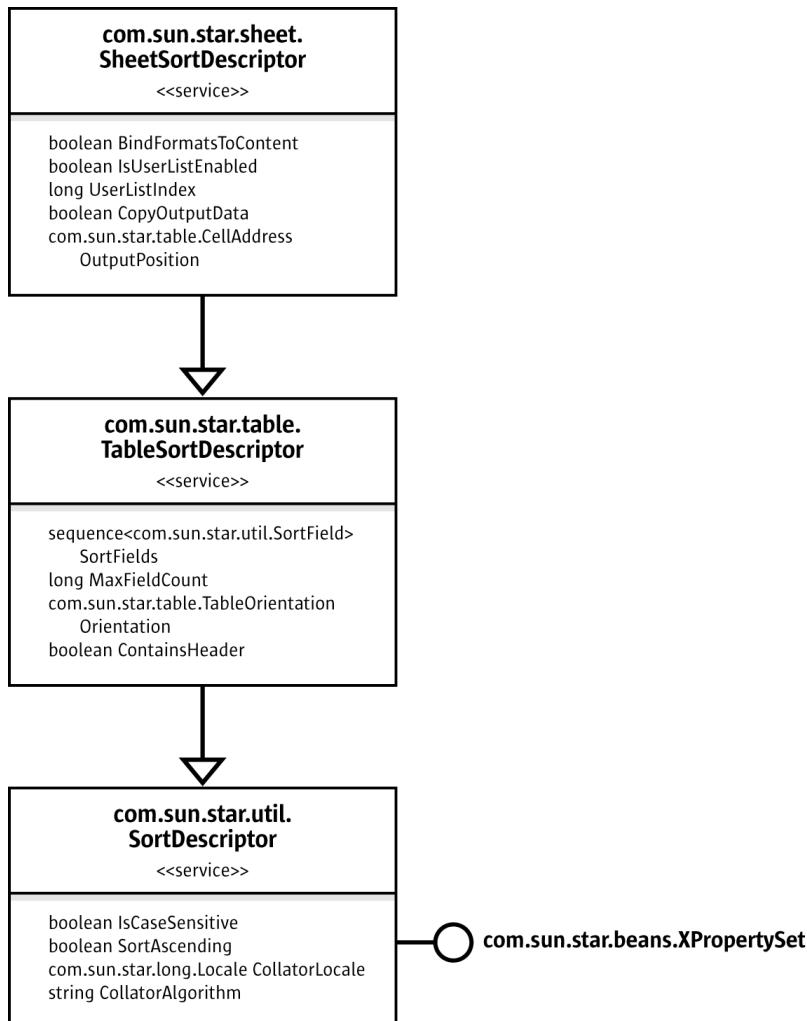 com.sun.star.sheet.
SheetSortDescriptor
<<service>>
boolean BindFormatsToContent
boolean IsUserListEnabled
long UserListIndex
boolean CopyOutputData
com.sun.star.table.CellAddress
OutputPosition
com.sun.star.table.
TableSortDescriptor
<<service>>
sequence<com.sun.star.util.SortField>
SortFields
long MaxFieldCount
com.sun.star.table.TableOrientation
Orientation
boolean ContainsHeader
com.sun.star.util.
SortDescriptor
<<service>>
boolean IsCaseSensitive
boolean SortAscending
com.sun.star.long.Locale CollatorLocale
string CollatorAlgorithm
com.sun.star.beans.XPropertySet